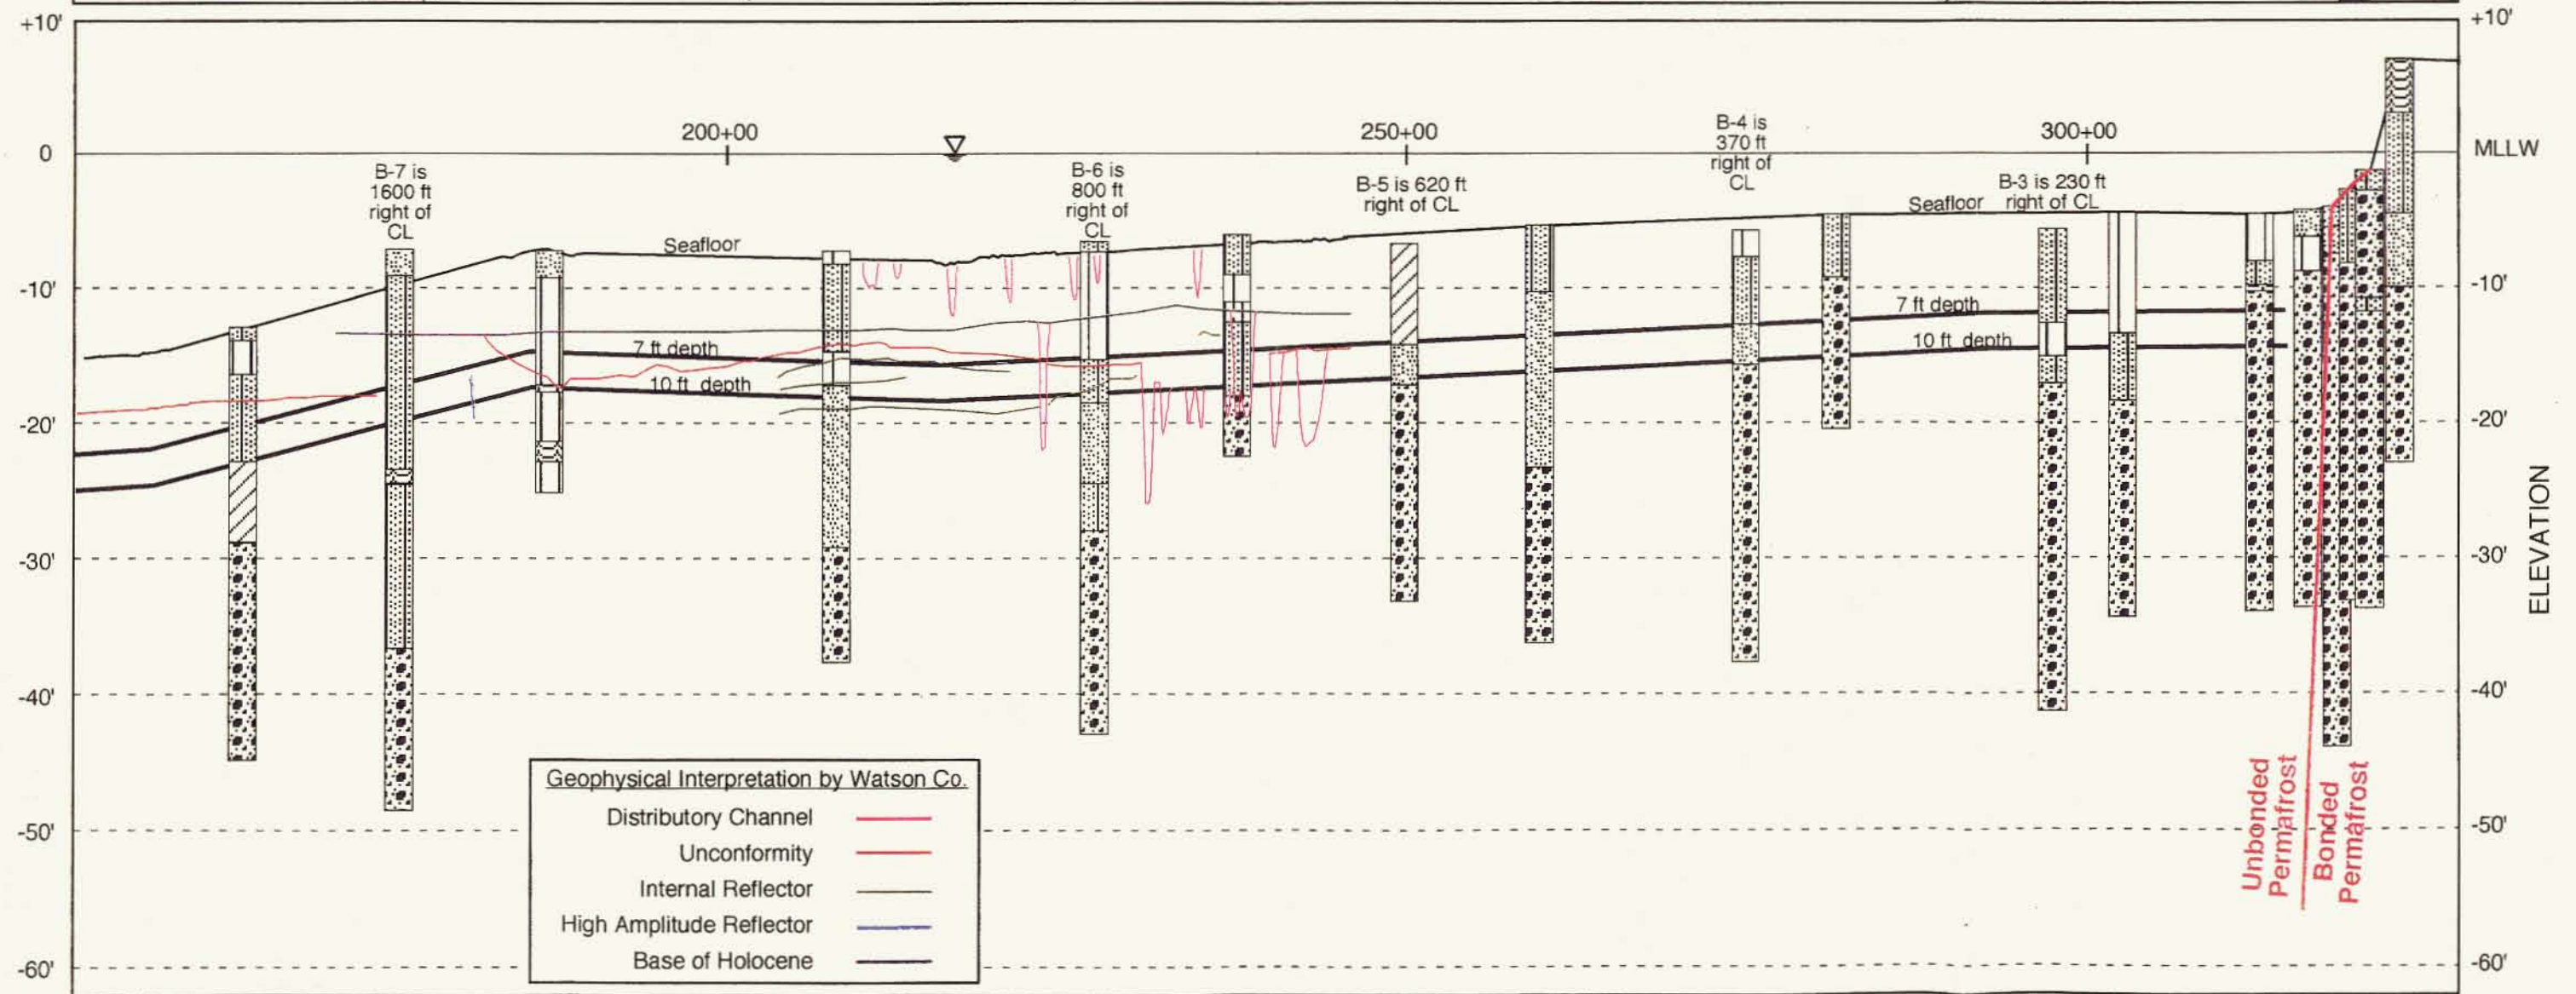 +10'
+10'
200+00
250+00
B-4 is
370 ft
right of
CL
300+00
0
MLLW
B-7 is
1600 ft
right of
CL
B-6 is
800 ft
right of
CL
B-5 is 620 ft
right of CL
B-3 is 230 ft
right of CL
Seafloor
Seafloor
-10'
-10'
7 ft depth
7 ft depth
10 ft depth
10 ft depth
-20'
-20'
-30'
-30'
ELEVATION
-40'
-40'
-50'
-50'
-60'
-60'
Unbonded
Permafrost
Bonded
Permafrost
Geophysical Interpretation by Watson Co.
Distributory Channel
Unconformity
Internal Reflector
High Amplitude Reflector
Base of Holocene